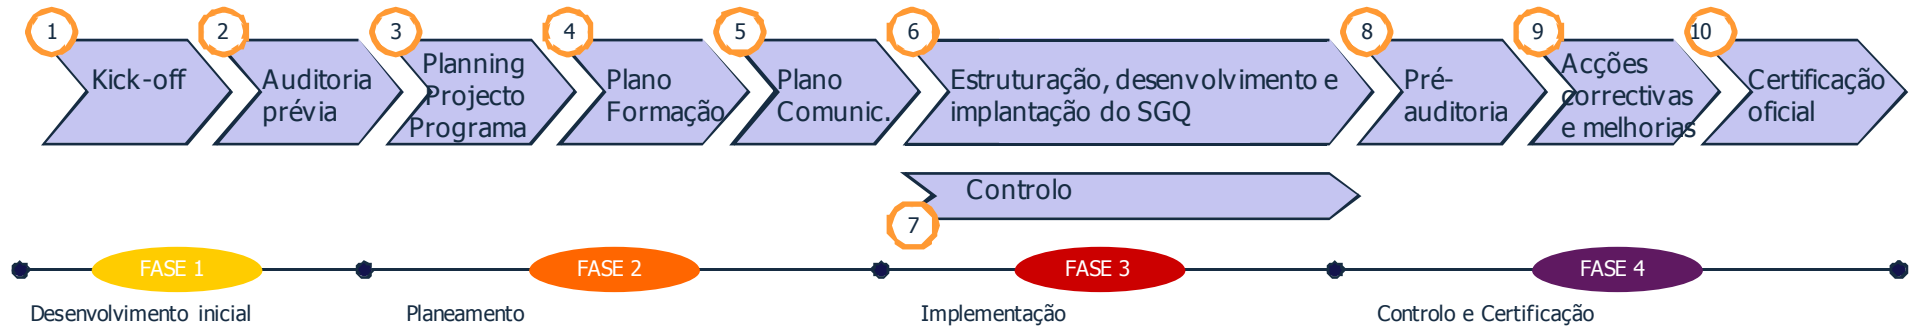 1
Kick-off
2
Auditoria
prévia
3
Planning
Projecto
Programa
4
Plano
Formação
5
Plano
Comunic.
6
Estruturação, desenvolvimento e
implantação do SGQ
7
Controlo
8
Pré-
auditoria
9
Acções
correctivas
e melhorias
10
Certificação
oficial
FASE 1
FASE 2
FASE 3
FASE 4
Desenvolvimento inicial
Planeamento
Implementação
Controlo e Certificação